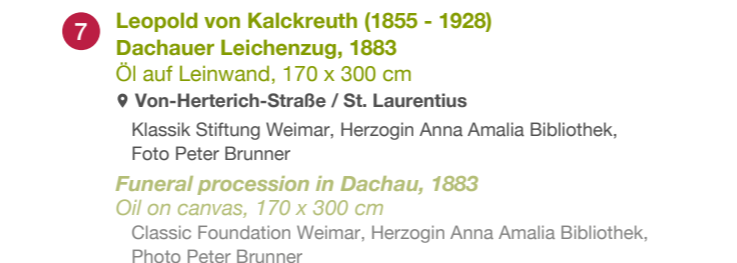 7
Leopold von Kalckreuth (1855 - 1928)
Dachauer Leichenzug, 1883
Öl auf Leinwand, 170 x 300 cm
Von-Herterich-Straße / St. Laurentius
Klassik Stiftung Weimar, Herzogin Anna Amalia Bibliothek,
Foto Peter Brunner
Funeral procession in Dachau, 1883
Oil on canvas, 170 x 300 cm
Classic Foundation Weimar, Herzogin Anna Amalia Bibliothek,
Photo Peter Brunner